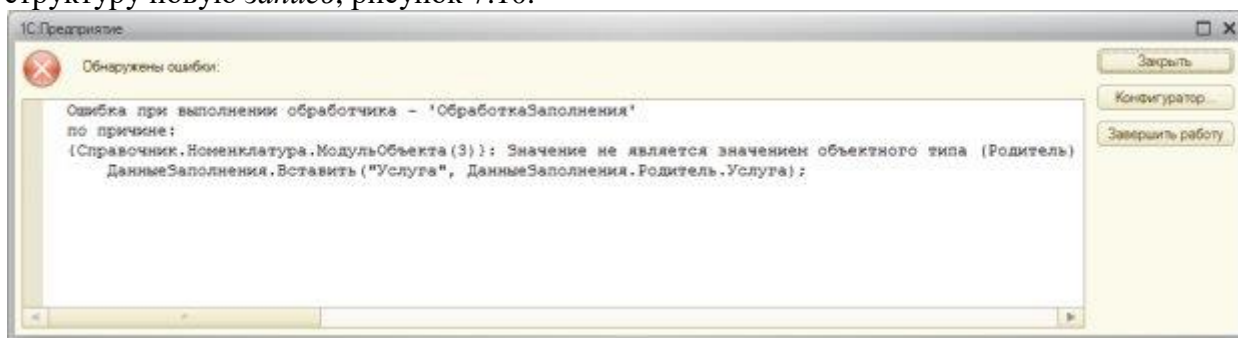 структуру новую запись, рисунок 7.10.
1С:Предприятие
Обнаружены ошибки:
Закрыть
Конфигуратор...
Завершить работу
Ошибка при выполнении обработчика - 'ОбработкаЗаполнения'
по причине:
{Справочник.Номенклатура.МодульОбъекта(3)}: Значение не является значением объектного типа (Родитель)
ДанныеЗаполнения.Вставить("Услуга", ДанныеЗаполнения.Родитель.Услуга);